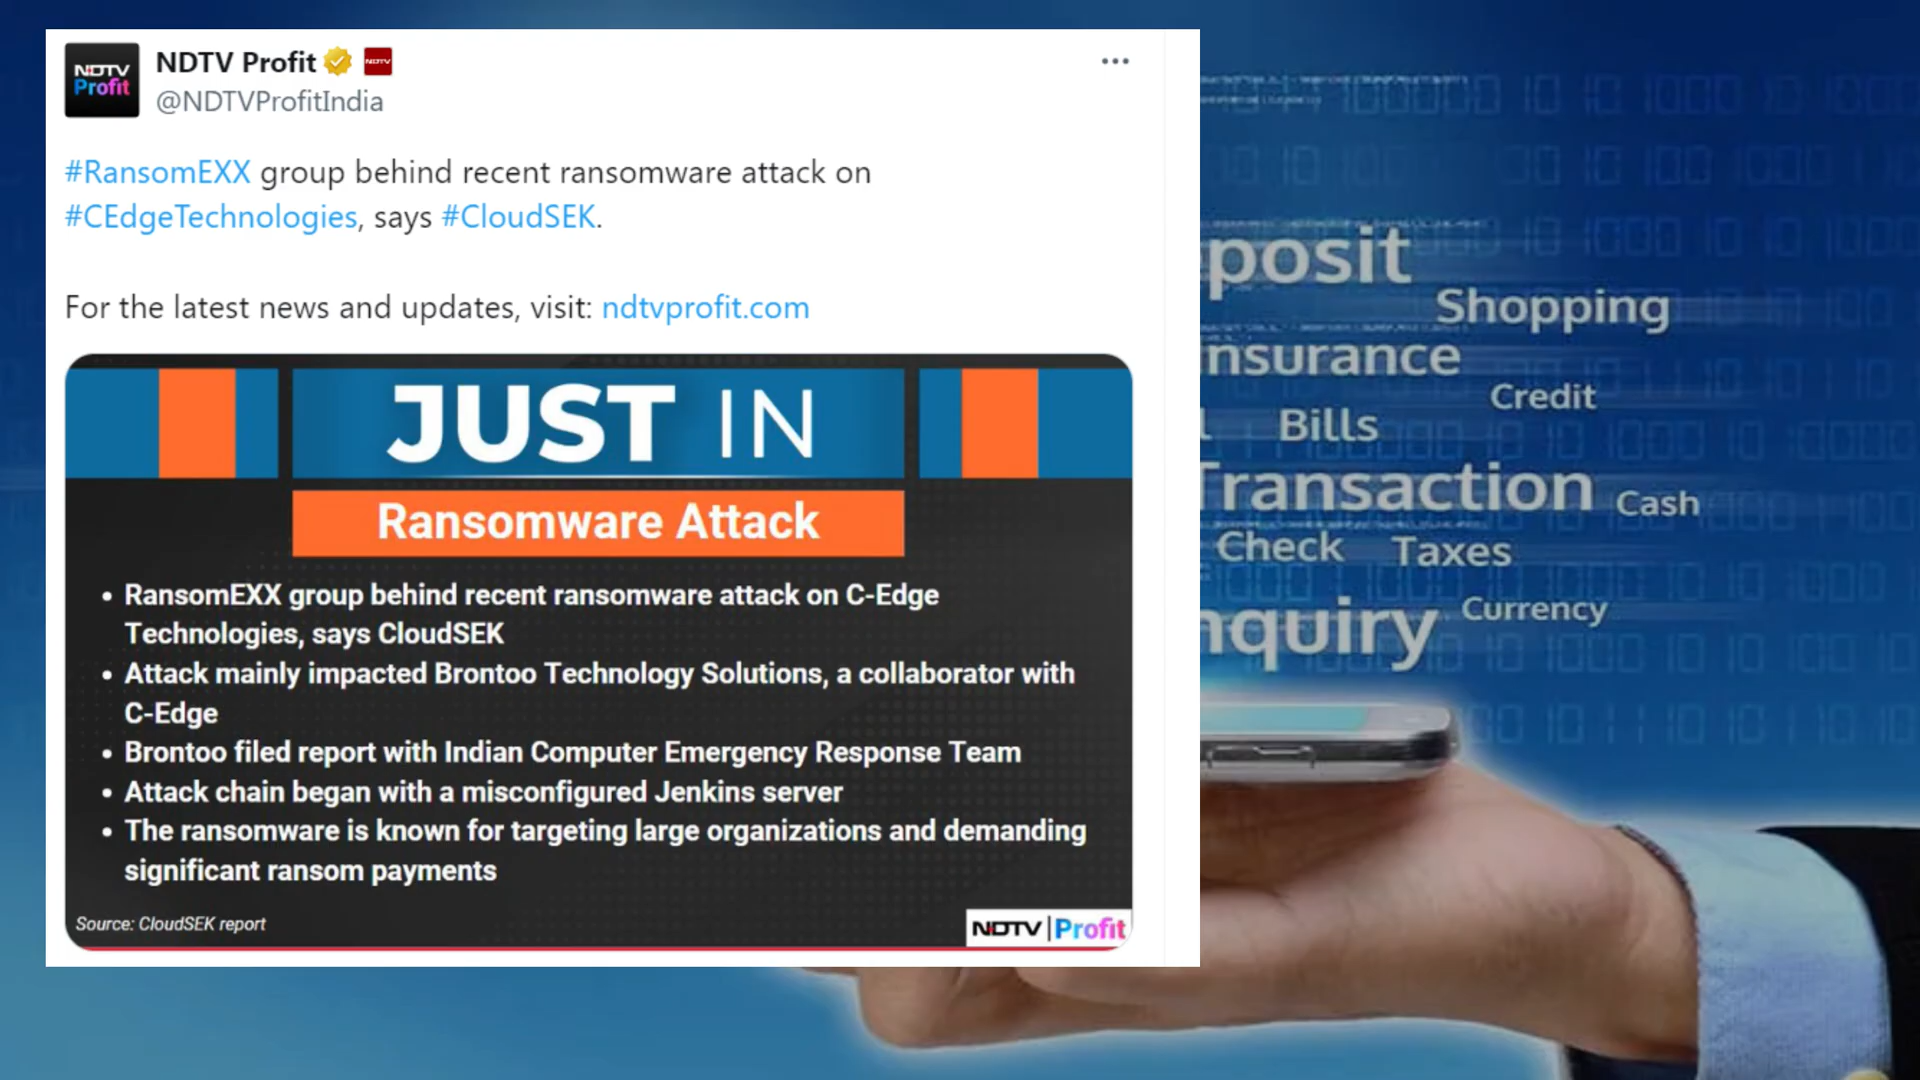 NDTV Profit
NDTV
NDTV
Profit
@NDTVProfitIndia
#RansomEXX group behind recent ransomware attack on
#CEdgeTechnologies, says #CloudSEK.
For the latest news and updates, visit: ndtvprofit.com
JUST IN
Ransomware Attack
• RansomEXX group behind recent ransomware attack on C-Edge
Technologies, says CloudSEK
• Attack mainly impacted Brontoo Technology Solutions, a collaborator with
C-Edge
• Brontoo filed report with Indian Computer Emergency Response Team
• Attack chain began with a misconfigured Jenkins server
• The ransomware is known for targeting large organizations and demanding
significant ransom payments
Source: CloudSEK report
NDTV | Profit
posit
Shopping
nsurance
Credit
Bills
Transaction
Cash
Check
Taxes
nquiry
Currency